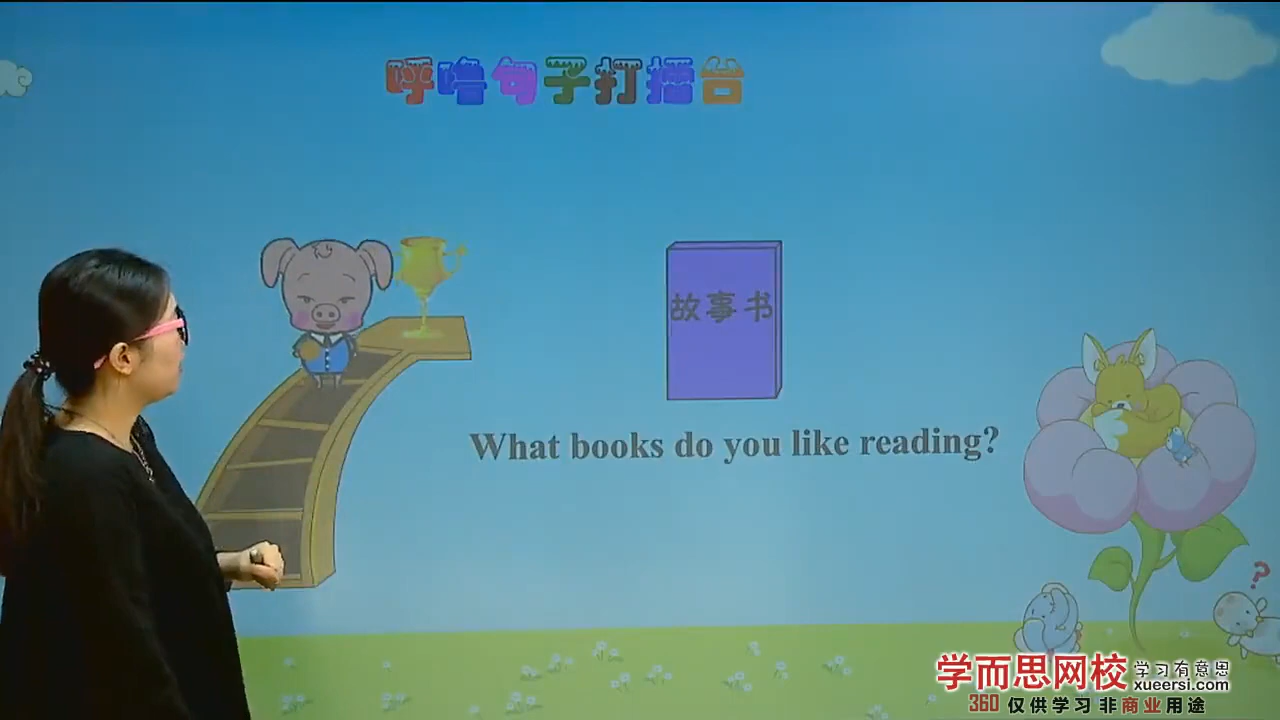 呼噜句子打擂台
故事书
What books do you like reading?
学而思网校 学习有意思
xueersi.com
360 仅供学习 非商业用途
?